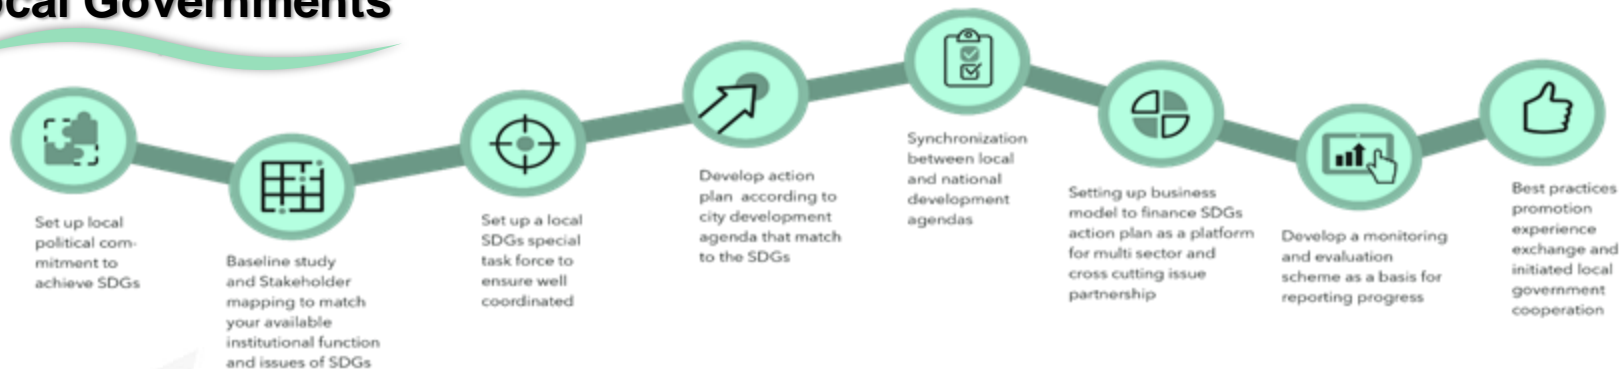 ocal Governments
Set up local
political com-
mitment to
achieve SDGs
Baseline study
and Stakeholder
mapping to match
your available
institutional function
and issues of SDGs
Set up a local
SDGs special
task force to
ensure well
coordinated
Develop action
plan according to
city development
agenda that match
to the SDGs
Synchronization
between local
and national
development
agendas
Setting up business
model to finance SDGs
action plan as a platform
for multi sector and
cross cutting issue
partnership
Develop a monitoring
and evaluation
scheme as a basis for
reporting progress
Best practices
promotion
experience
exchange and
initiated local
government
cooperation